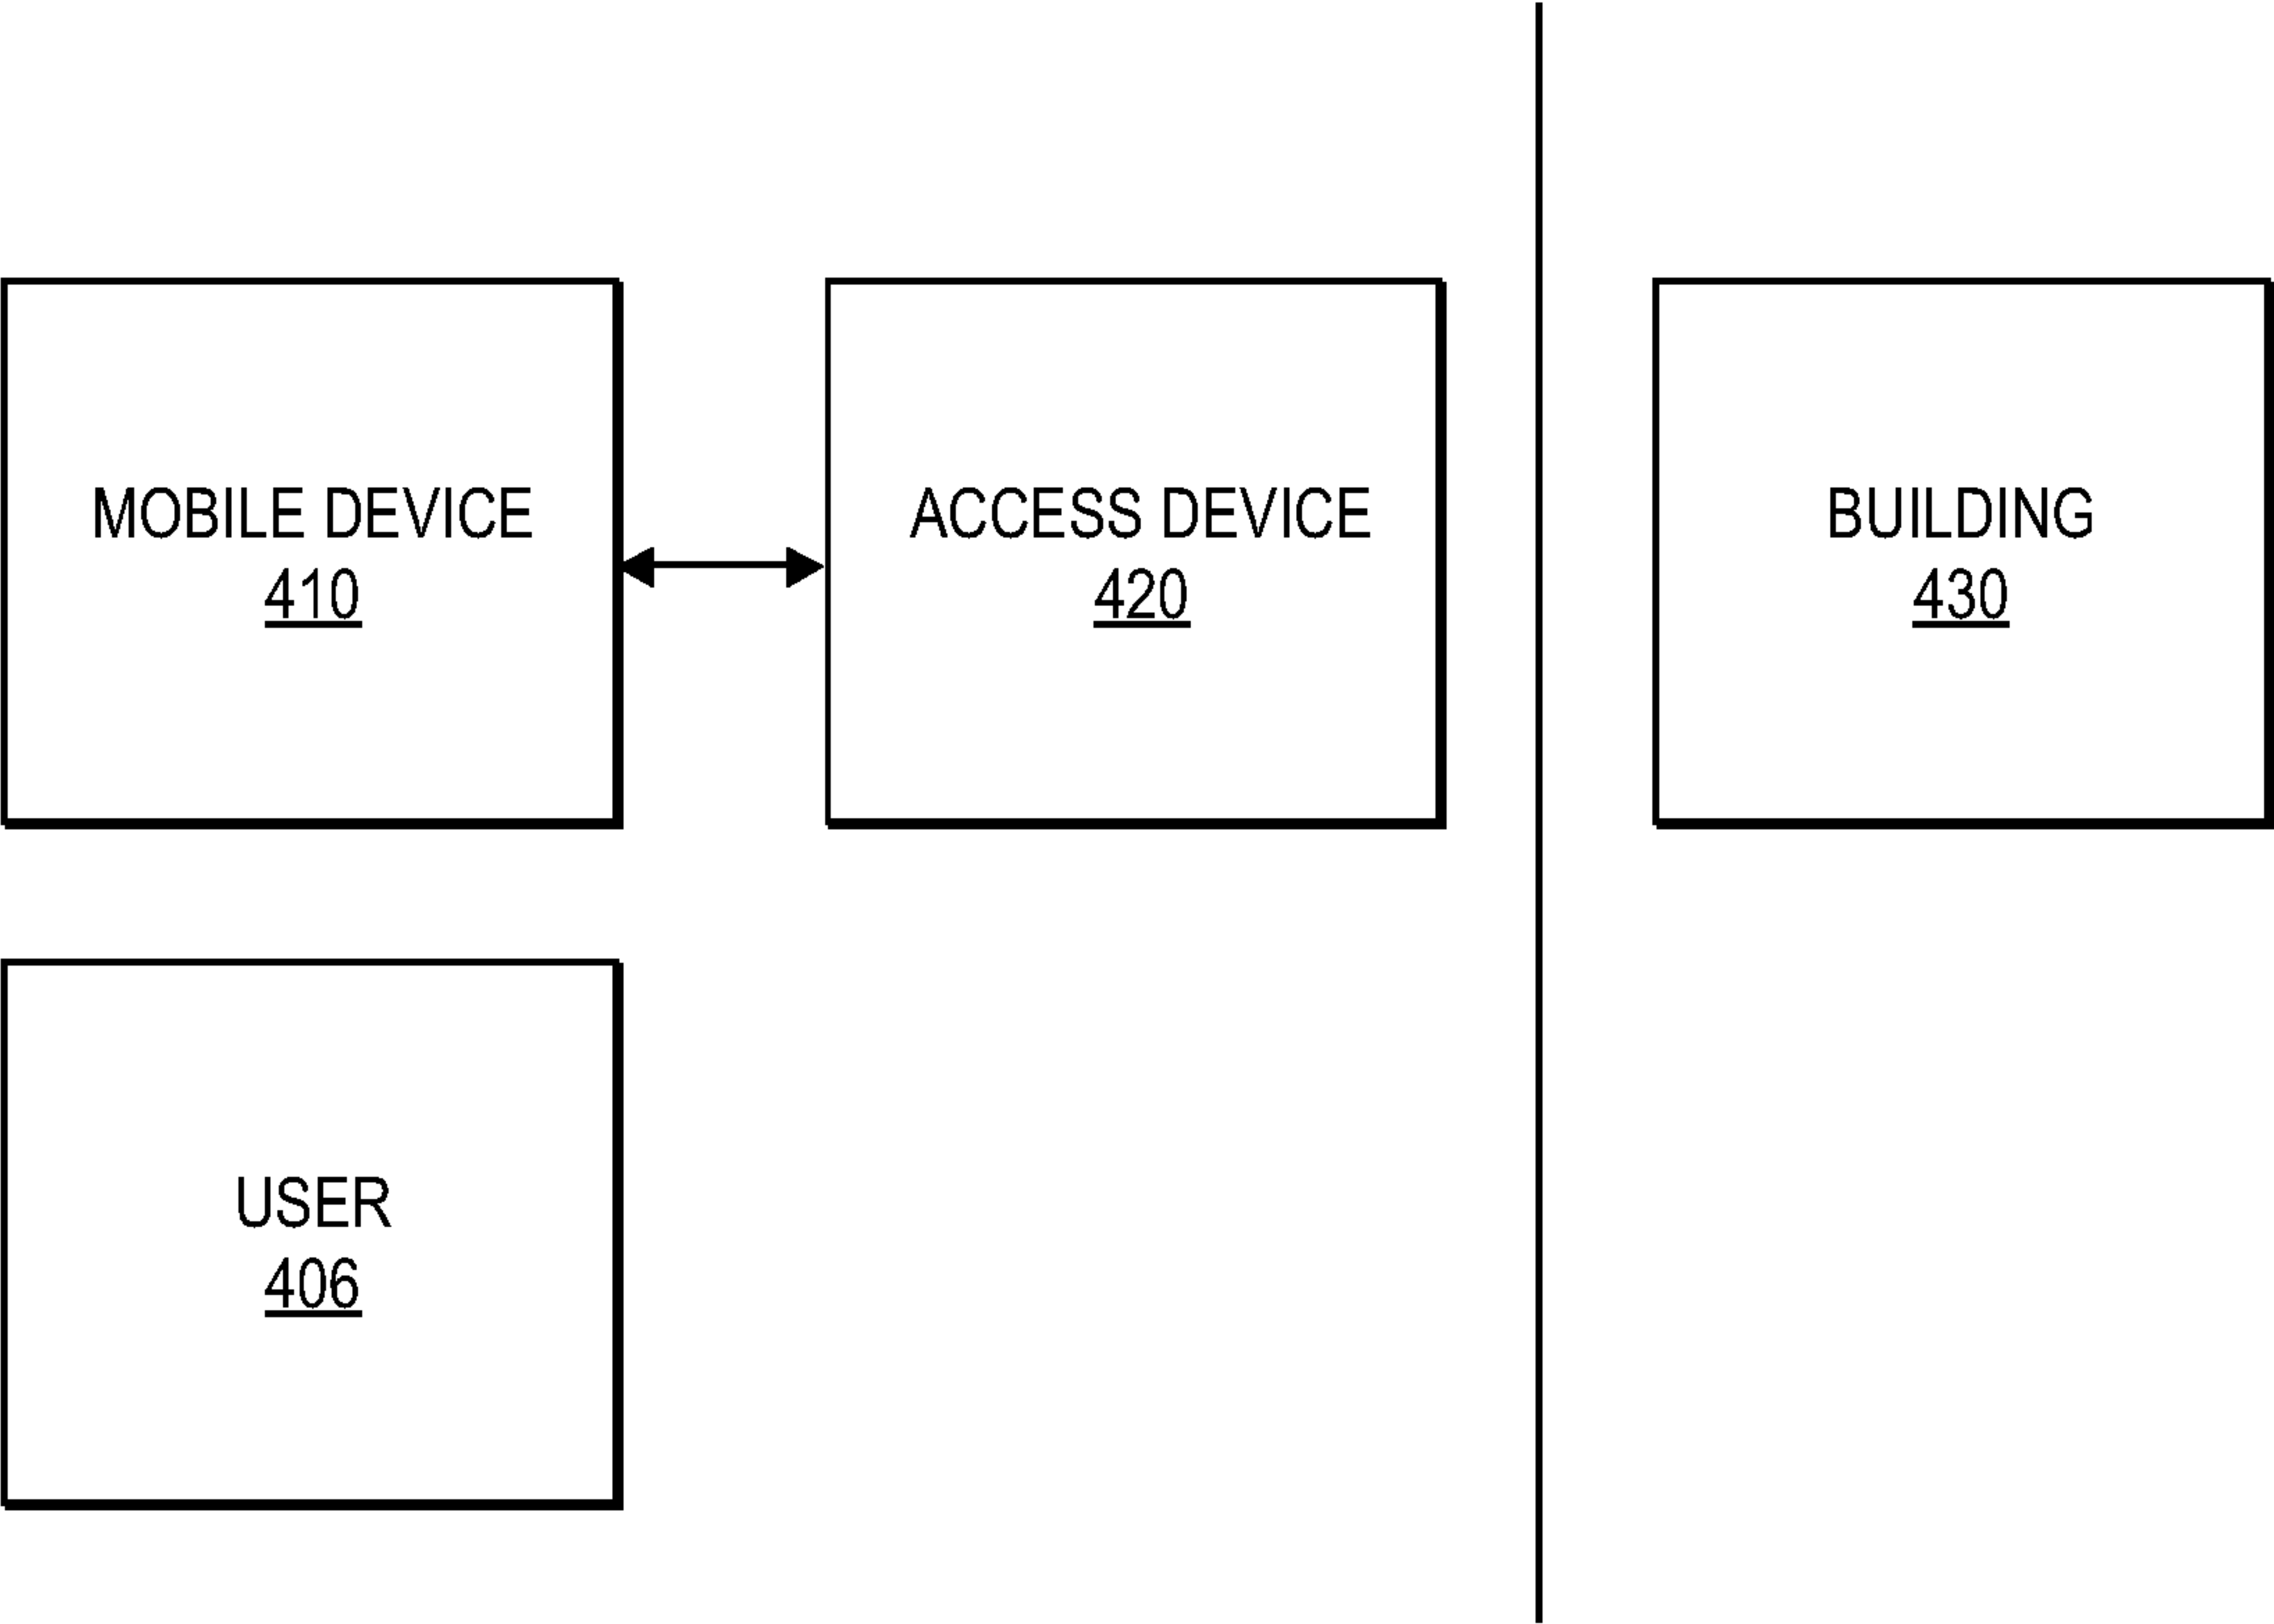 MOBILE DEVICE
410
ACCESS DEVICE
420
BUILDING
430
USER
406